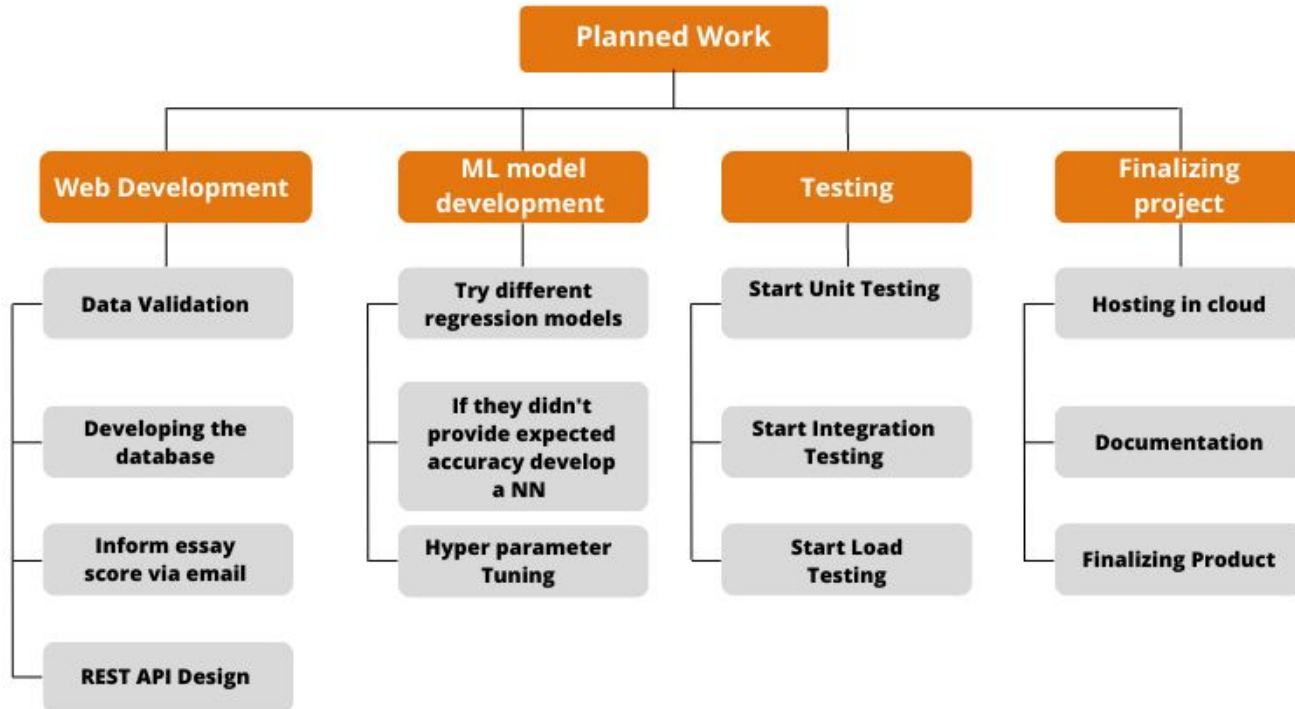 Planned Work
Web Development
ML model
development
Testing
Finalizing
project
Data Validation
Developing the
database
Inform essay
score via email
REST API Design
Try different
regression models
If they didn't
provide expected
accuracy develop
a NN
Hyper parameter
Tuning
Start Unit Testing
Start Integration
Testing
Start Load
Testing
Hosting in cloud
Documentation
Finalizing Product